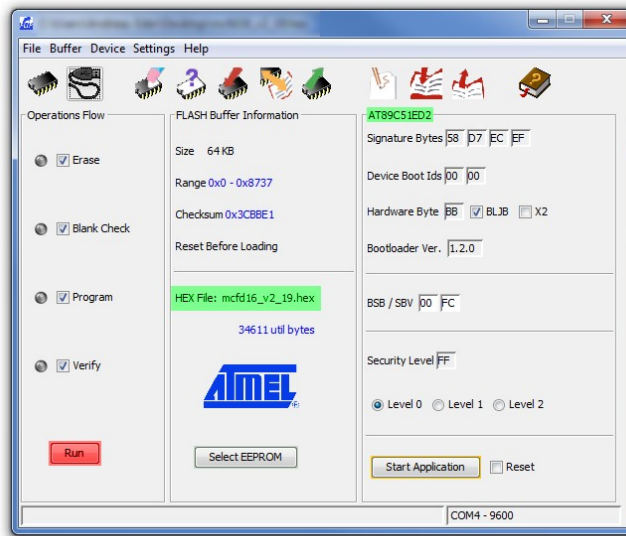 File Buffer Device Settings Help
Operations Flow
Erase
Blank Check
Program
Verify
Run
FLASH Buffer Information
Size 64 KB
Range 0x0 - 0x8737
Checksum 0x3CBBE1
Reset Before Loading
HEX File: mcfd16_v2_19.hex
34611 util bytes
ATMEL
Select EEPROM
AT89C51ED2
Signature Bytes 58 D7 EC EF
Device Boot Ids 00 00
Hardware Byte BB BLJB X2
Bootloader Ver. 1.2.0
BSB / SBV 00 FC
Security Level FF
Level 0 Level 1 Level 2
Start Application Reset
COM4 - 9600